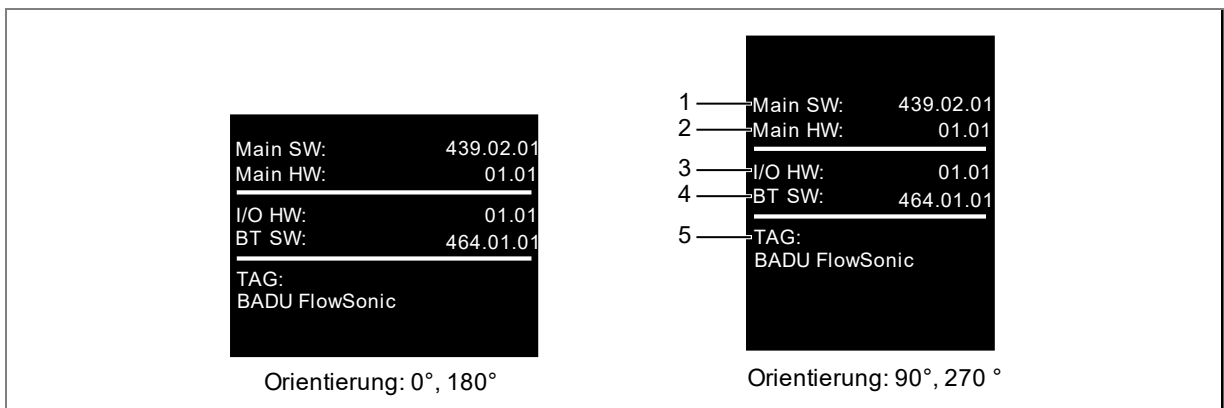 Main SW: 439.02.01
Main HW: 01.01
I/O HW: 01.01
BT SW: 464.01.01
TAG:
BADU FlowSonic
Orientierung: 0°, 180°
1 Main SW: 439.02.01
2 Main HW: 01.01
3 I/O HW: 01.01
4 BT SW: 464.01.01
5 TAG:
BADU FlowSonic
Orientierung: 90°, 270 °